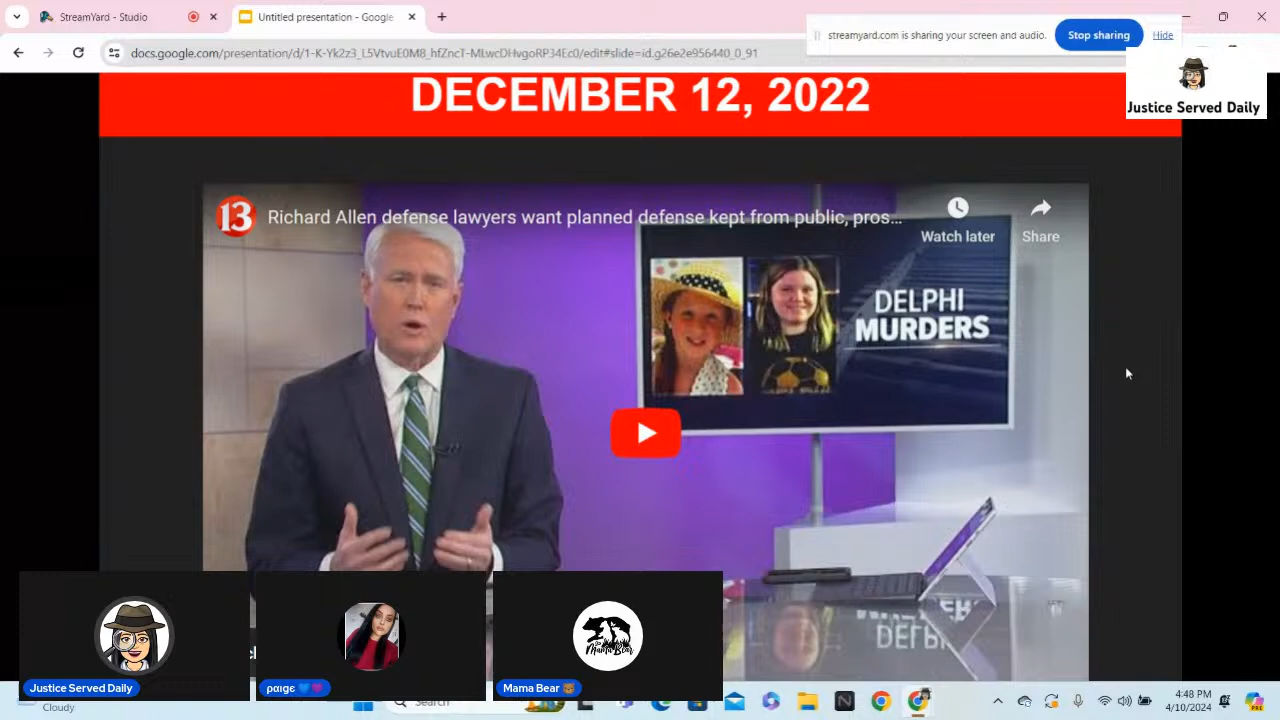 StreamYard - Studio
Untitled presentation - Google
docs.google.com/presentation/d/1-K-Yk2z3_L5VtvuE0M8_hfZncT-MLwcDHvgoRP34Ec0/edit#slide=id.g26e2e956440_0_91
streamyard.com is sharing your screen and audio.
Stop sharing
Hide
Justice Served Daily
DECEMBER 12, 2022
13
Richard Allen defense lawyers want planned defense kept from public, pros...
Watch later
Share
DELPHI
MURDERS
Mama Bear
Justice Served Daily
ραιgє 💙💜
Mama Bear 🐻
Search
Cloudy
4:48 PM
4/10/2024